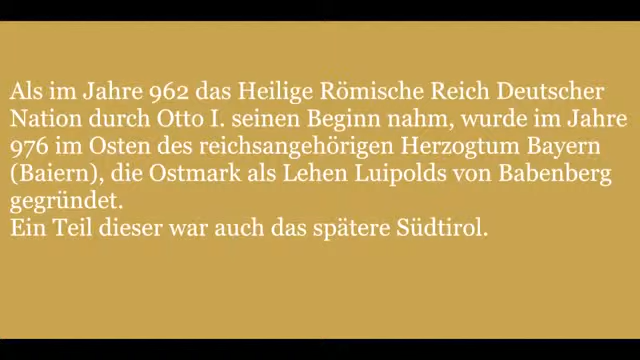 Als im Jahre 962 das Heilige Römische Reich Deutscher
Nation durch Otto I. seinen Beginn nahm, wurde im Jahre
976 im Osten des reichsangehörigen Herzogtum Bayern
(Baiern), die Ostmark als Lehen Luipolds von Babenberg
gegründet.
Ein Teil dieser war auch das spätere Südtirol.